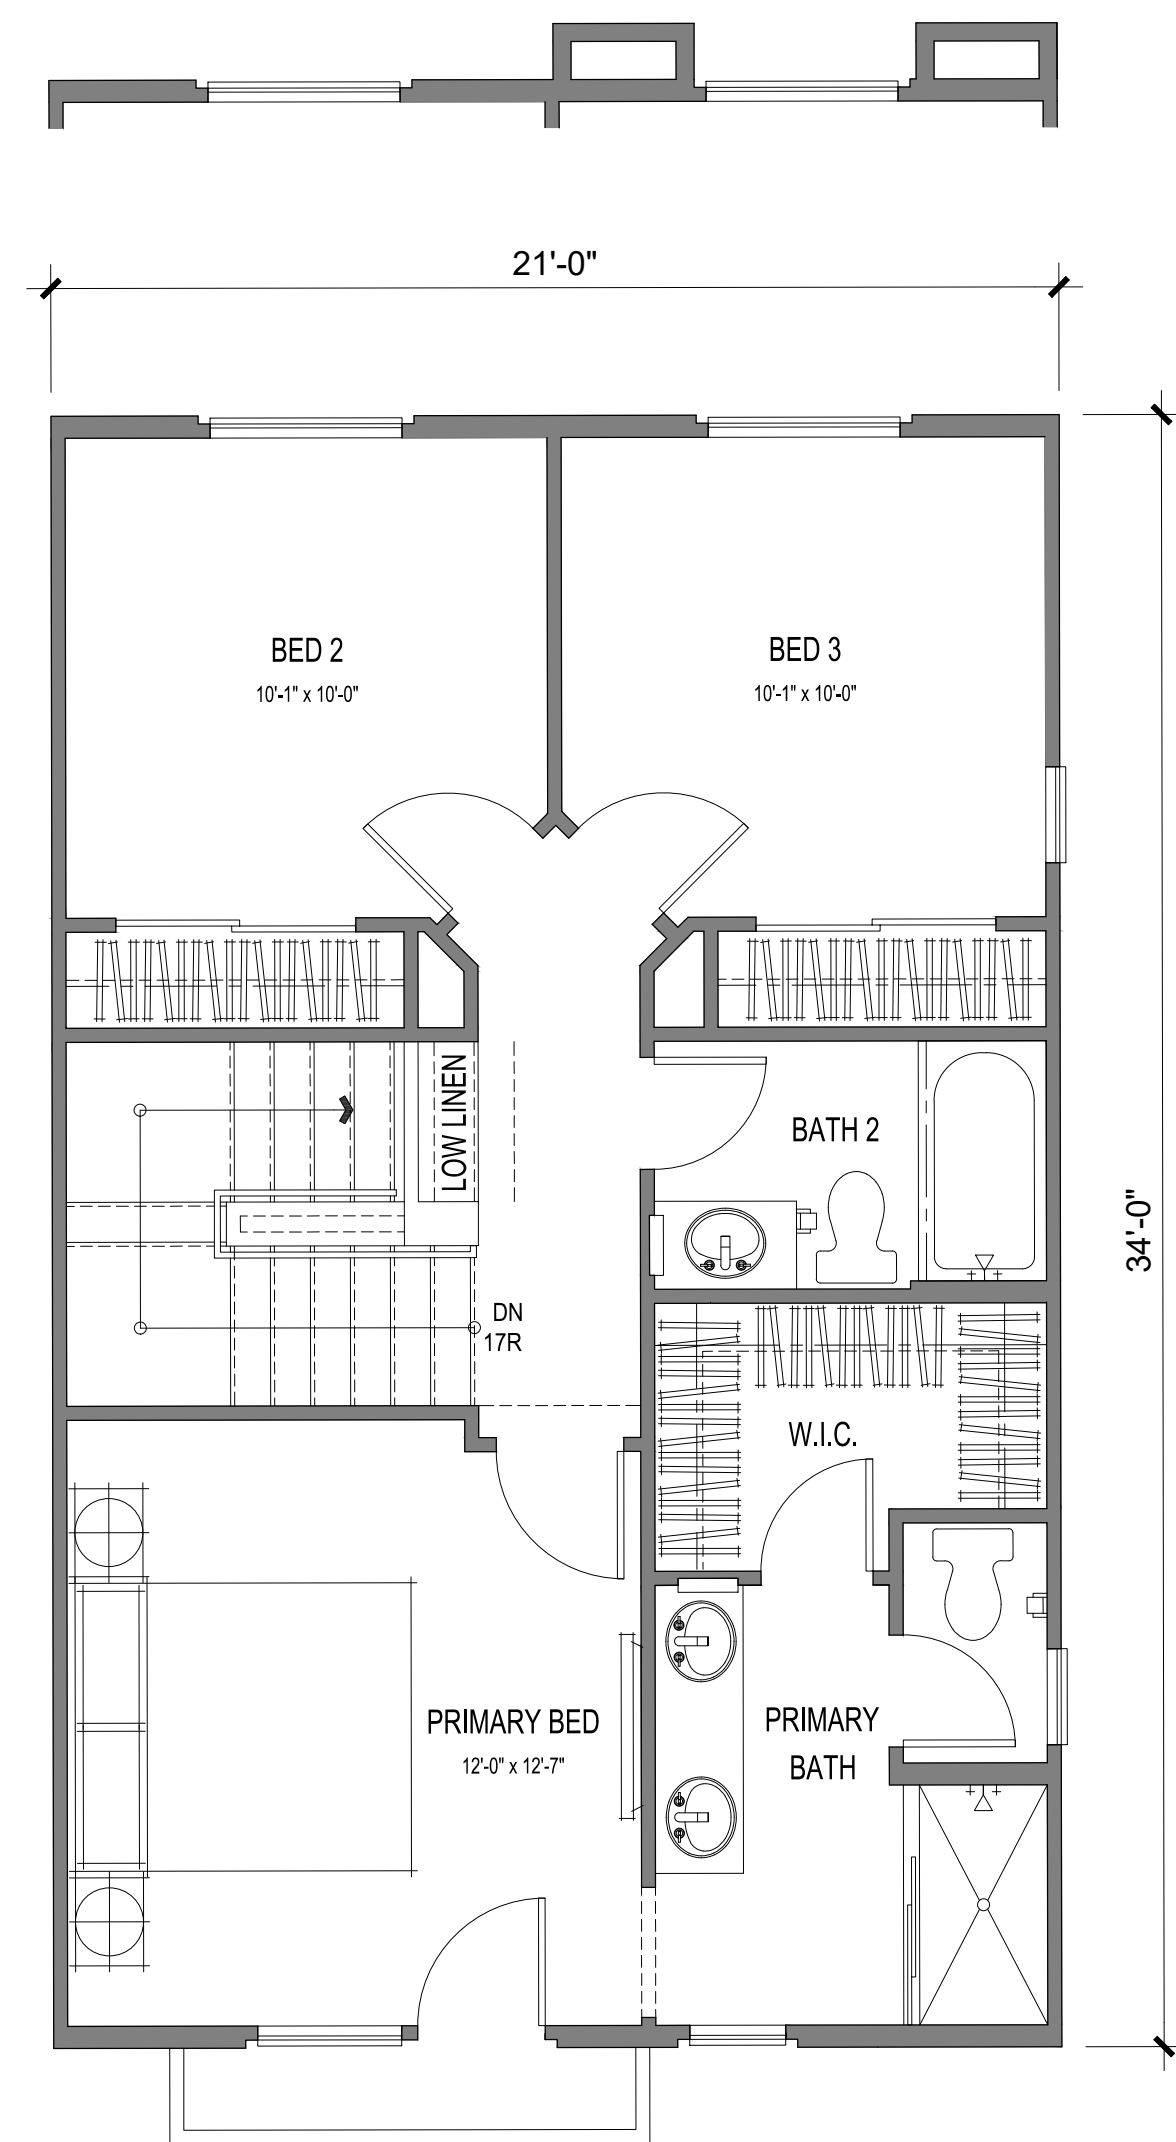 21'-0"
BED 2
10'-1" x 10'-0"
BED 3
10'-1" x 10'-0"
LOW LINEN
BATH 2
34'-0"
DN
17R
W.I.C.
PRIMARY BED
12'-0" x 12'-7"
PRIMARY
BATH